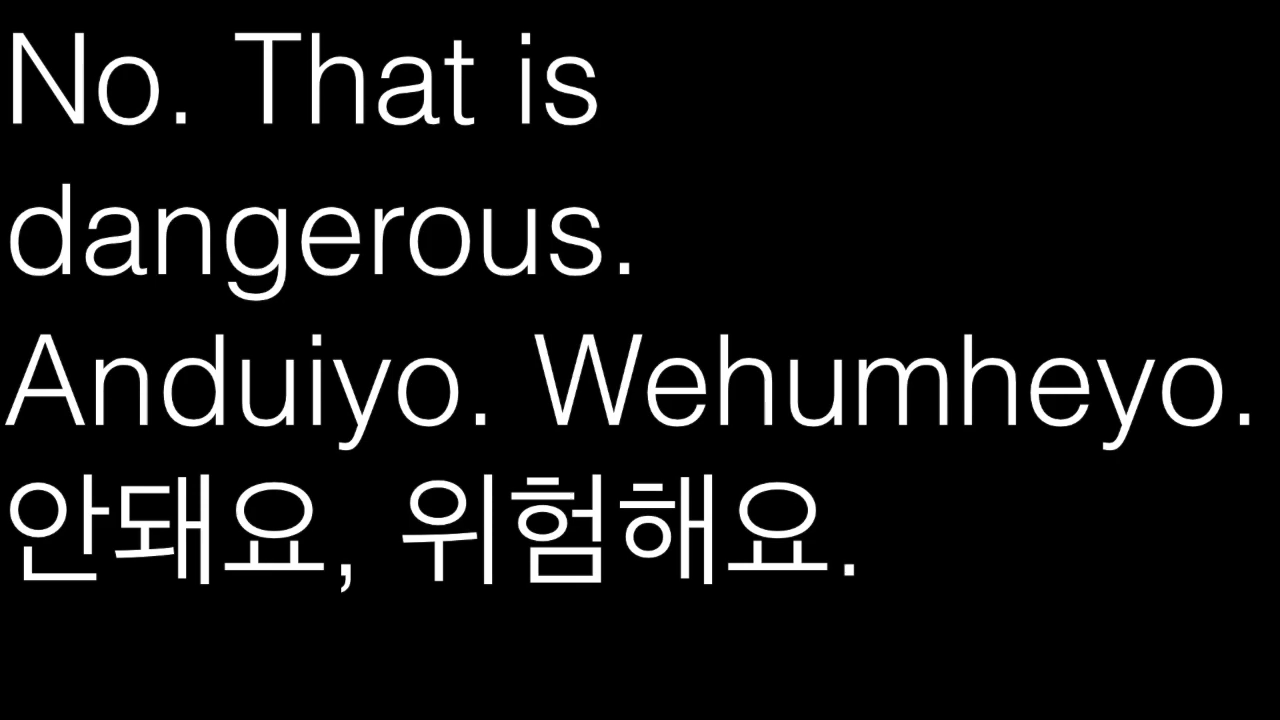 No. That is
dangerous.
Anduiyo. Wehumheyo.
안돼요, 위험해요.